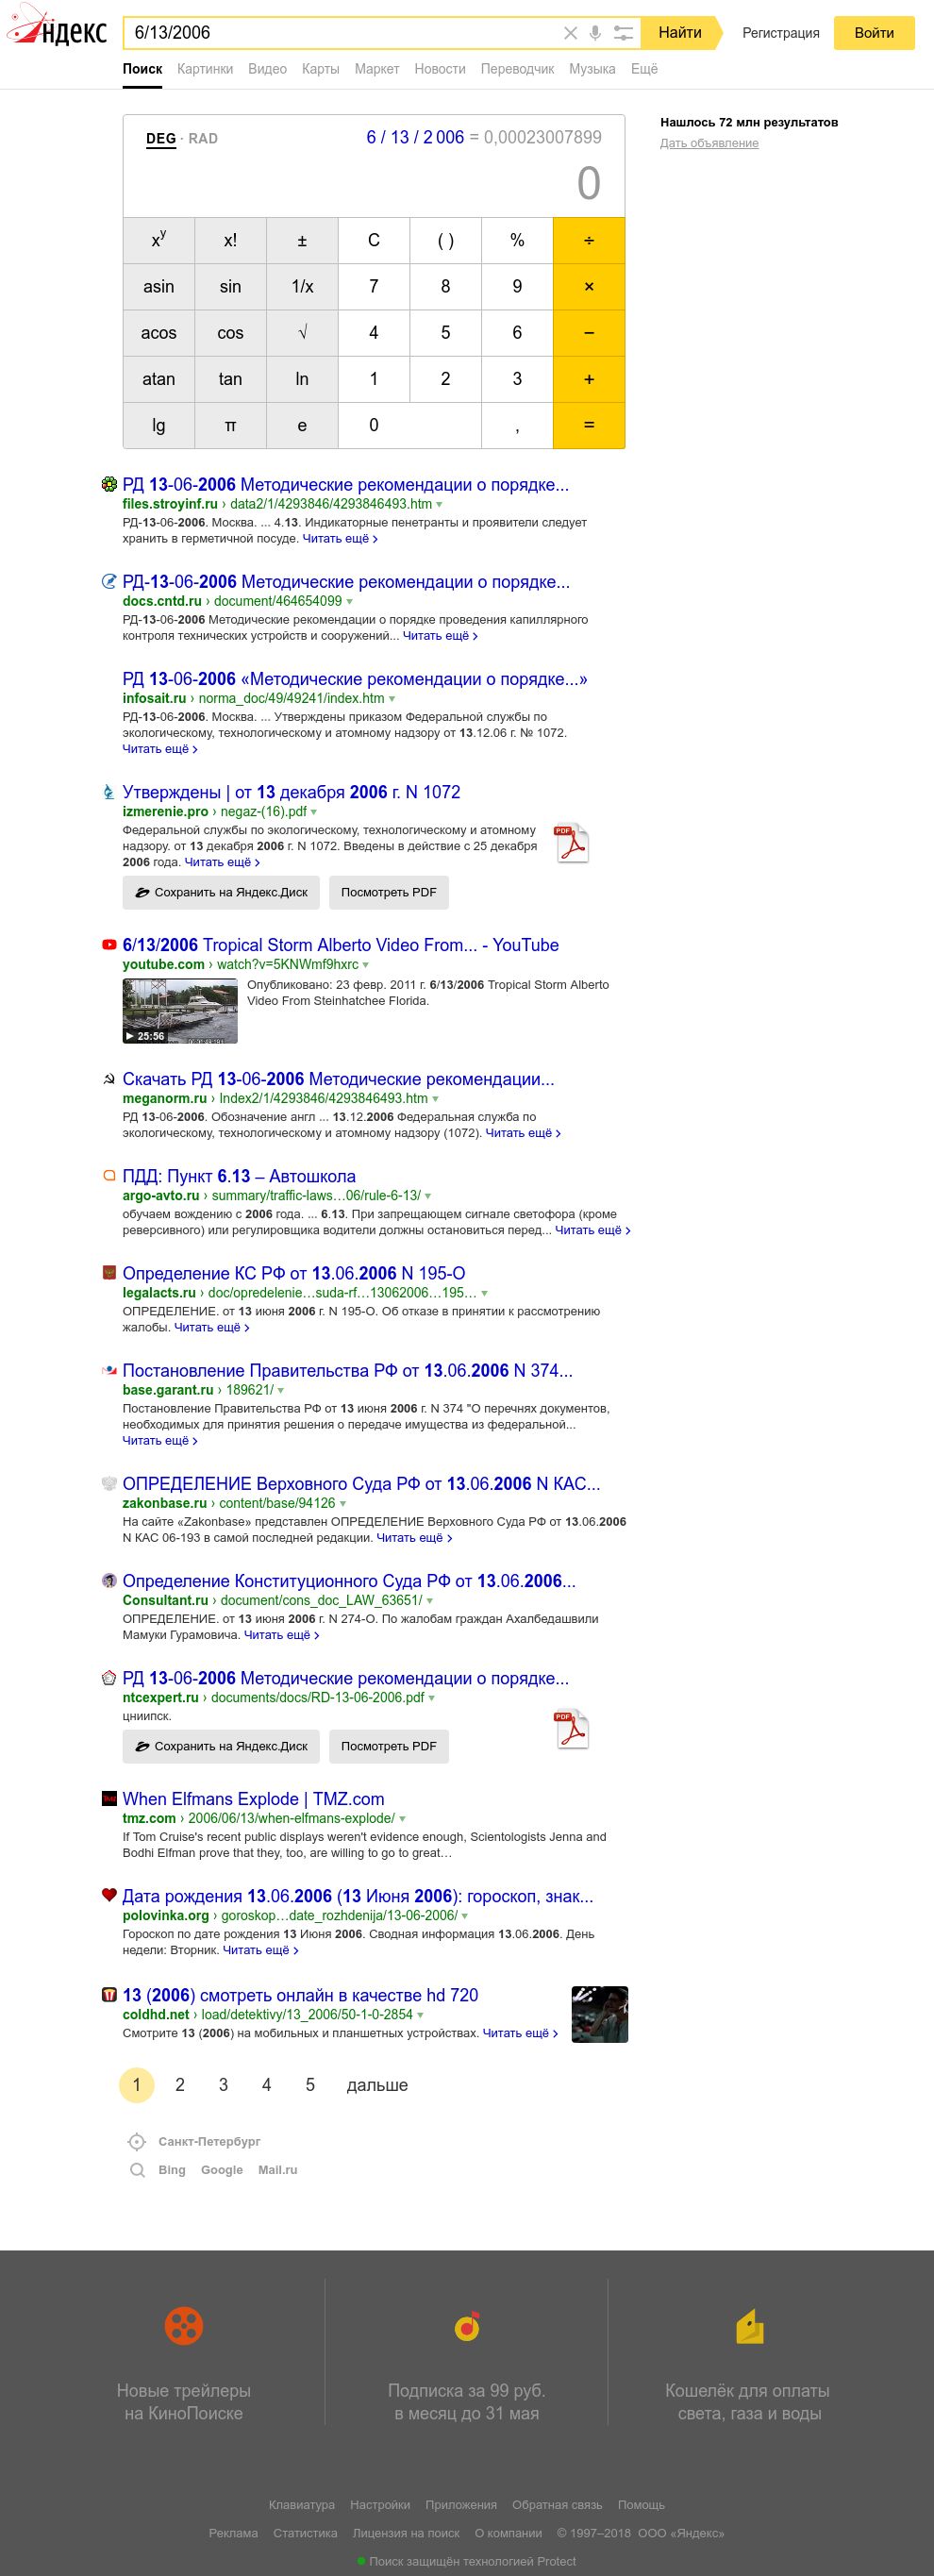 Яндекс
6/13/2006
Найти
Регистрация
Войти
Поиск Картинки Видео Карты Маркет Новости Переводчик Музыка Ещё
DEG · RAD
6 / 13 / 2 006 = 0,00023007899
0
Нашлось 72 млн результатов
Дать объявление
xy x! ± C ( ) % ÷
asin sin 1/x 7 8 9 ×
acos cos √ 4 5 6 −
atan tan ln 1 2 3 +
lg π e 0 , =
РД 13-06-2006 Методические рекомендации о порядке...
files.stroyinf.ru › data2/1/4293846/4293846493.htm
РД-13-06-2006. Москва. ... 4.13. Индикаторные пенетранты и проявители следует
хранить в герметичной посуде. Читать ещё ›
РД-13-06-2006 Методические рекомендации о порядке...
docs.cntd.ru › document/464654099
РД-13-06-2006 Методические рекомендации о порядке проведения капиллярного
контроля технических устройств и сооружений... Читать ещё ›
РД 13-06-2006 «Методические рекомендации о порядке...»
infosait.ru › norma_doc/49/49241/index.htm
РД-13-06-2006. Москва. ... Утверждены приказом Федеральной службы по
экологическому, технологическому и атомному надзору от 13.12.06 г. № 1072.
Читать ещё ›
Утверждены | от 13 декабря 2006 г. N 1072
izmerenie.pro › negaz-(16).pdf
Федеральной службы по экологическому, технологическому и атомному
надзору. от 13 декабря 2006 г. N 1072. Введены в действие с 25 декабря
2006 года. Читать ещё ›
PDF
Сохранить на Яндекс.Диск
Посмотреть PDF
6/13/2006 Tropical Storm Alberto Video From... - YouTube
youtube.com › watch?v=5KNWmf9hxrc
Опубликовано: 23 февр. 2011 г. 6/13/2006 Tropical Storm Alberto
Video From Steinhatchee Florida.
25:56
Скачать РД 13-06-2006 Методические рекомендации...
meganorm.ru › Index2/1/4293846/4293846493.htm
РД 13-06-2006. Обозначение англ ... 13.12.2006 Федеральная служба по
экологическому, технологическому и атомному надзору (1072). Читать ещё ›
ПДД: Пункт 6.13 – Автошкола
argo-avto.ru › summary/traffic-laws…06/rule-6-13/
обучаем вождению с 2006 года. ... 6.13. При запрещающем сигнале светофора (кроме
реверсивного) или регулировщика водители должны остановиться перед... Читать ещё ›
Определение КС РФ от 13.06.2006 N 195-О
legalacts.ru › doc/opredelenie…suda-rf…13062006…195…
ОПРЕДЕЛЕНИЕ. от 13 июня 2006 г. N 195-О. Об отказе в принятии к рассмотрению
жалобы. Читать ещё ›
Постановление Правительства РФ от 13.06.2006 N 374...
base.garant.ru › 189621/
Постановление Правительства РФ от 13 июня 2006 г. N 374 "О перечнях документов,
необходимых для принятия решения о передаче имущества из федеральной...
Читать ещё ›
ОПРЕДЕЛЕНИЕ Верховного Суда РФ от 13.06.2006 N КАС...
zakonbase.ru › content/base/94126
На сайте «Zakonbase» представлен ОПРЕДЕЛЕНИЕ Верховного Суда РФ от 13.06.2006
N КАС 06-193 в самой последней редакции. Читать ещё ›
Определение Конституционного Суда РФ от 13.06.2006...
Consultant.ru › document/cons_doc_LAW_63651/
ОПРЕДЕЛЕНИЕ. от 13 июня 2006 г. N 274-О. По жалобам граждан Ахалбедашвили
Мамуки Гурамовича. Читать ещё ›
РД 13-06-2006 Методические рекомендации о порядке...
ntcexpert.ru › documents/docs/RD-13-06-2006.pdf
цниипск.
PDF
Сохранить на Яндекс.Диск
Посмотреть PDF
When Elfmans Explode | TMZ.com
tmz.com › 2006/06/13/when-elfmans-explode/
If Tom Cruise's recent public displays weren't evidence enough, Scientologists Jenna and
Bodhi Elfman prove that they, too, are willing to go to great…
Дата рождения 13.06.2006 (13 Июня 2006): гороскоп, знак...
polovinka.org › goroskop…date_rozhdenija/13-06-2006/
Гороскоп по дате рождения 13 Июня 2006. Сводная информация 13.06.2006. День
недели: Вторник. Читать ещё ›
13 (2006) смотреть онлайн в качестве hd 720
coldhd.net › load/detektivy/13_2006/50-1-0-2854
Смотрите 13 (2006) на мобильных и планшетных устройствах. Читать ещё ›
1 2 3 4 5 дальше
Санкт-Петербург
Bing Google Mail.ru
Новые трейлеры
на КиноПоиске
Подписка за 99 руб.
в месяц до 31 мая
Кошелёк для оплаты
света, газа и воды
Клавиатура Настройки Приложения Обратная связь Помощь
Реклама Статистика Лицензия на поиск О компании © 1997–2018 ООО «Яндекс»
Поиск защищён технологией Protect